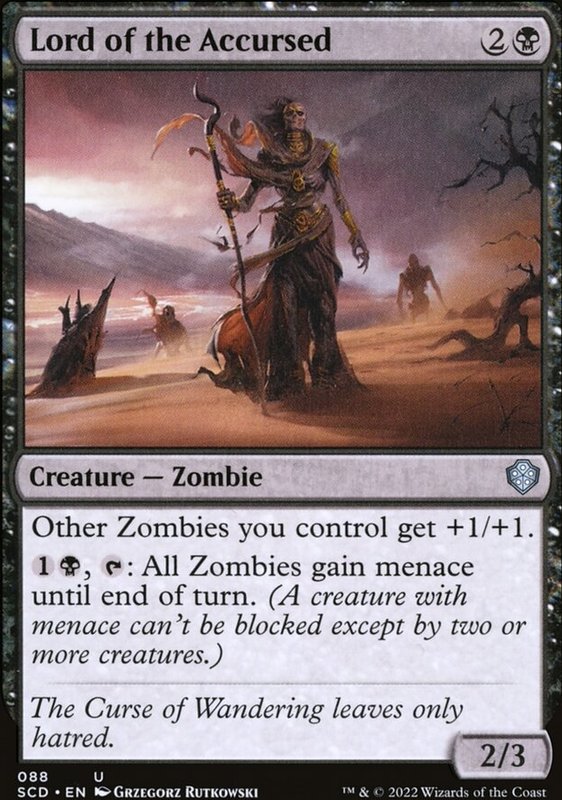 Lord of the Accursed 2
Creature — Zombie
Other Zombies you control get +1/+1.
1, : All Zombies gain menace
until end of turn. (A creature with
menace can't be blocked except by two or
more creatures.)
The Curse of Wandering leaves only
hatred.
2/3
088 U
SCD • EN Grzegorz Rutkowski ™ & © 2022 Wizards of the Coast